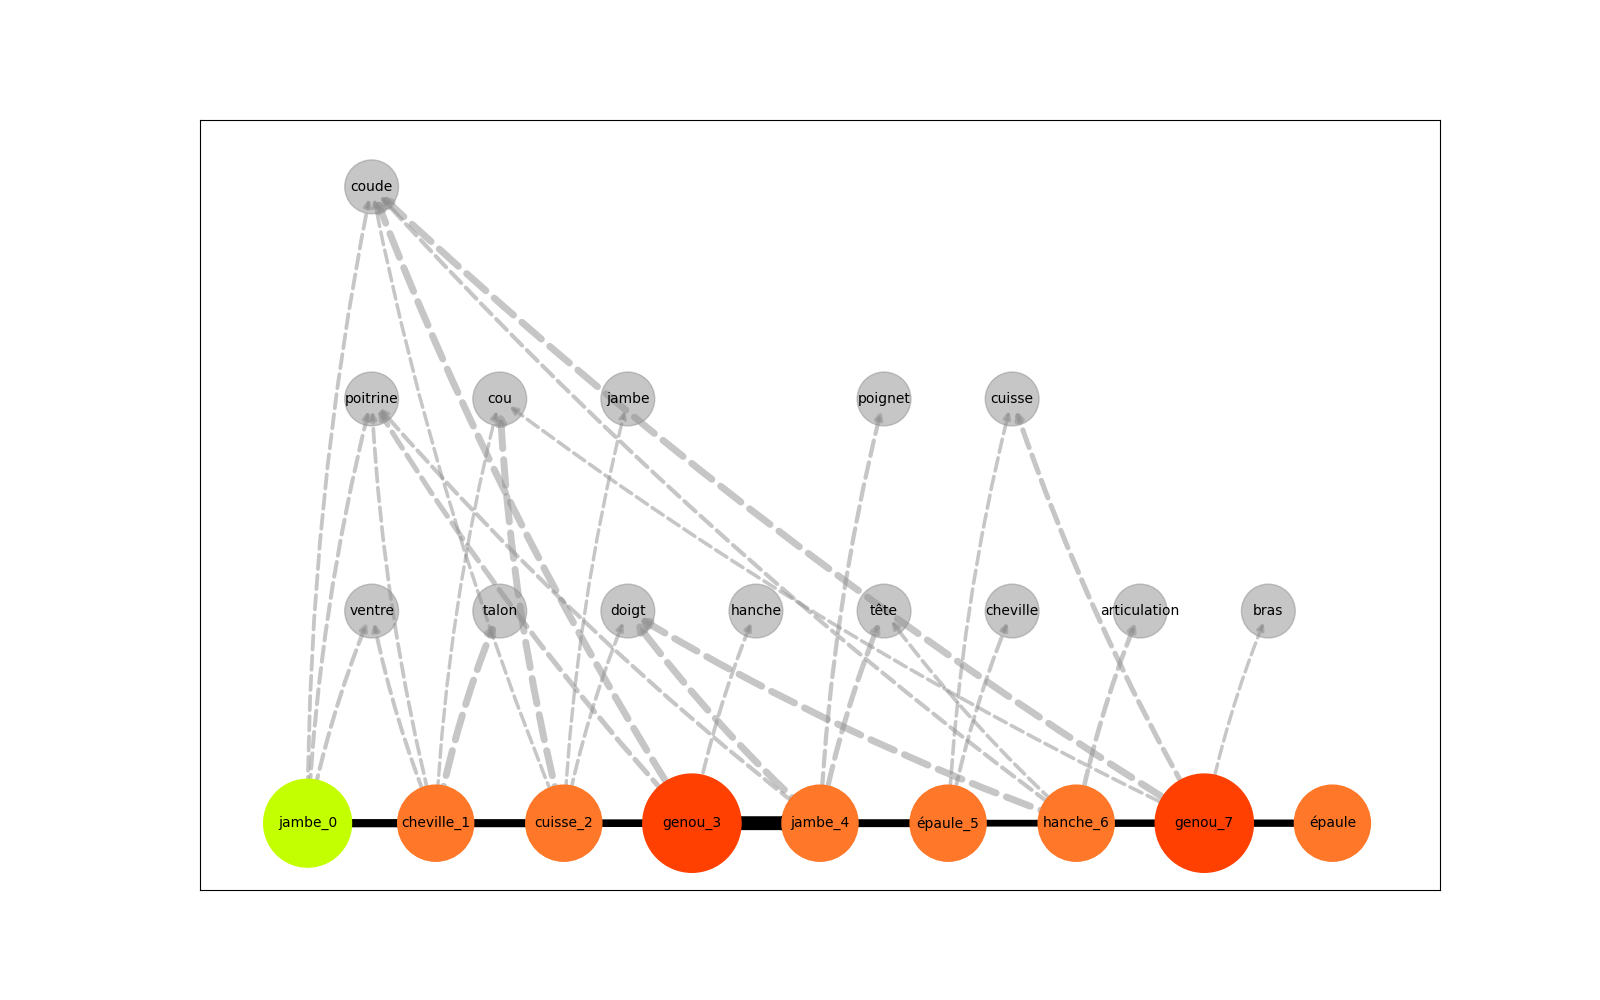 coude
poitrine
cou
jambe
poignet
cuisse
ventre
talon
doigt
hanche
tête
cheville
articulation
bras
jambe_0
cheville_1
cuisse_2
genou_3
jambe_4
épaule_5
hanche_6
genou_7
épaule